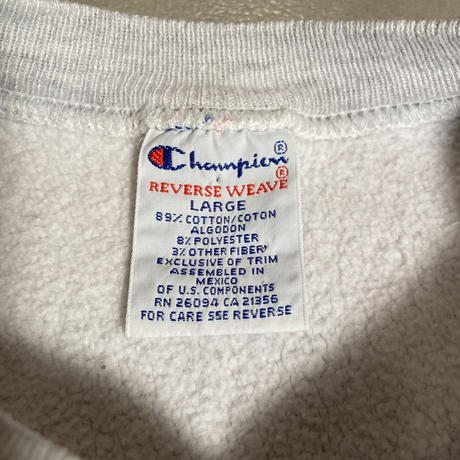 Champion®
REVERSE WEAVE®
LARGE
89% COTTON/COTON
ALGODON
8% POLYESTER
3% OTHER FIBER,
EXCLUSIVE OF TRIM
ASSEMBLED IN
MEXICO
OF U.S. COMPONENTS
RN 26094 CA 21356
FOR CARE SSE REVERSE